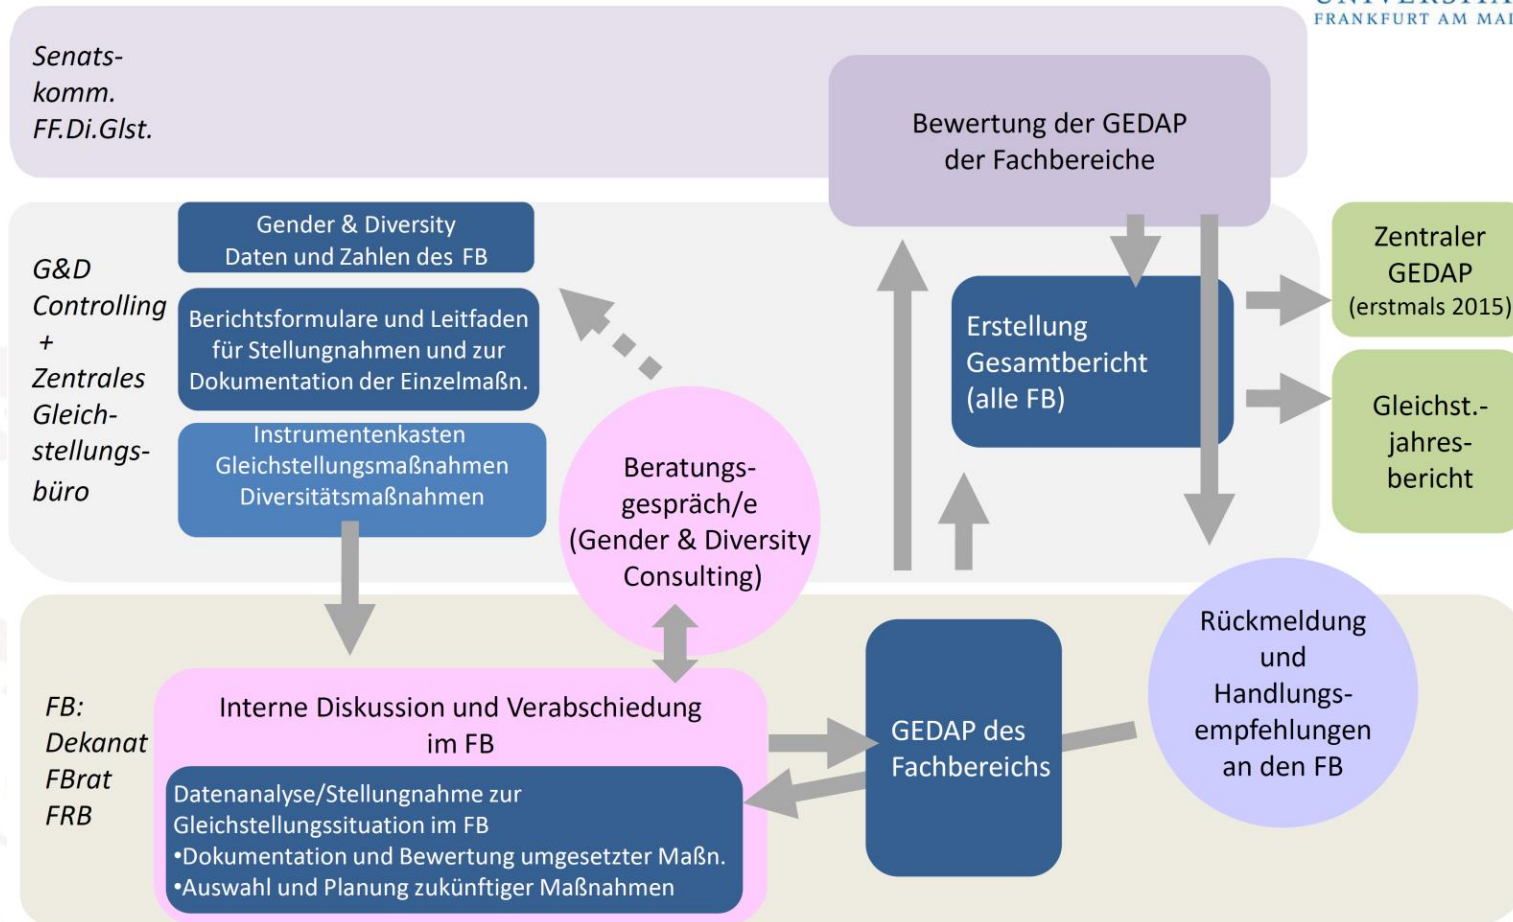 FRANKFURT AM MAI
Senats-
komm.
FF.Di.Glst.
Bewertung der GEDAP
der Fachbereiche
G&D
Controlling
+
Zentrales
Gleich-
stellungs-
büro
Gender & Diversity
Daten und Zahlen des FB
Berichtsformulare und Leitfaden
für Stellungnahmen und zur
Dokumentation der Einzelmaßn.
Instrumentenkasten
Gleichstellungsmaßnahmen
Diversitätsmaßnahmen
Beratungs-
gespräch/e
(Gender & Diversity
Consulting)
Erstellung
Gesamtbericht
(alle FB)
Zentraler
GEDAP
(erstmals 2015)
Gleichst.-
jahres-
bericht
FB:
Dekanat
FBrat
FRB
Interne Diskussion und Verabschiedung
im FB
Datenanalyse/Stellungnahme zur
Gleichstellungssituation im FB
•Dokumentation und Bewertung umgesetzter Maßn.
•Auswahl und Planung zukünftiger Maßnahmen
GEDAP des
Fachbereichs
Rückmeldung
und
Handlungs-
empfehlungen
an den FB